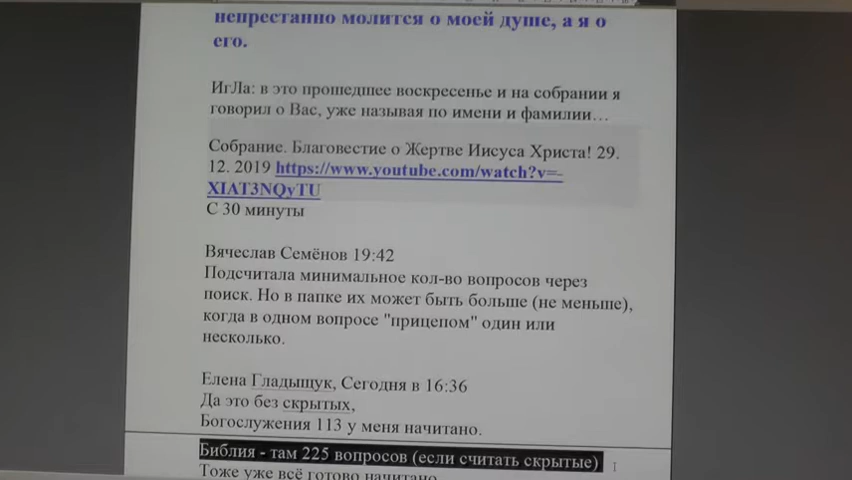 непрестанно молится о моей душе, а я о
его.
ИгЛа: в это прошедшее воскресенье и на собрании я
говорил о Вас, уже называя по имени и фамилии…
Собрание. Благовестие о Жертве Иисуса Христа! 29.
12. 2019 https://www.youtube.com/watch?v=-
XIAT3NQyTU
С 30 минуты
Вячеслав Семёнов 19:42
Подсчитала минимальное кол-во вопросов через
поиск. Но в папке их может быть больше (не меньше),
когда в одном вопросе "прицепом" один или
несколько.
Елена Гладыщук, Сегодня в 16:36
Да это без скрытых,
Богослужения 113 у меня начитано.
Библия - там 225 вопросов (если считать скрытые)
Тоже уже всё готово начитано